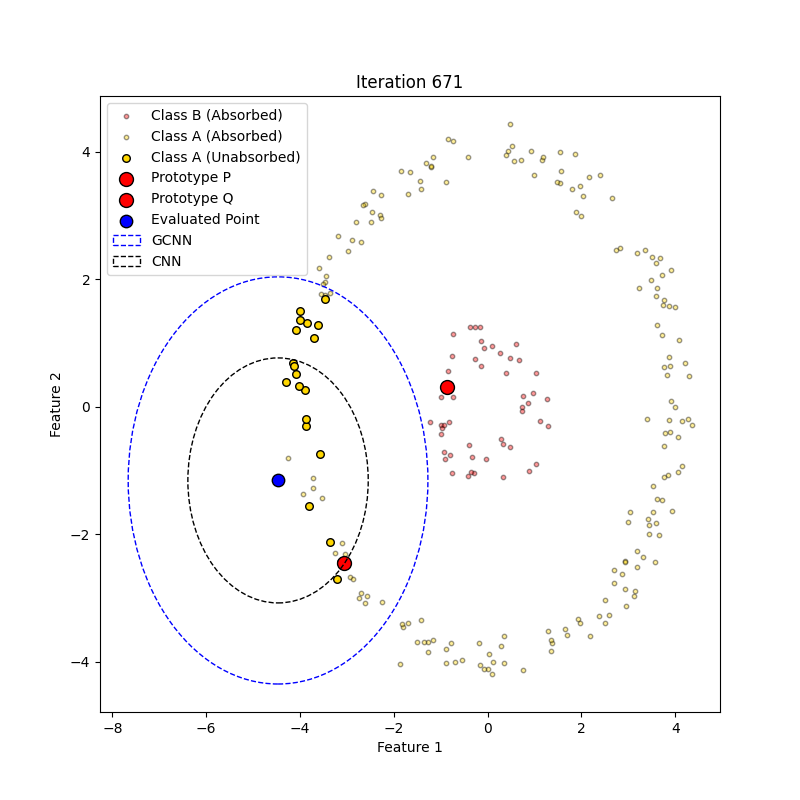 Iteration 671
Class B (Absorbed)
Class A (Absorbed)
Class A (Unabsorbed)
Prototype P
Prototype Q
Evaluated Point
GCNN
CNN
4
2
0
−2
−4
Feature 2
−8
−6
−4
−2
0
2
4
Feature 1